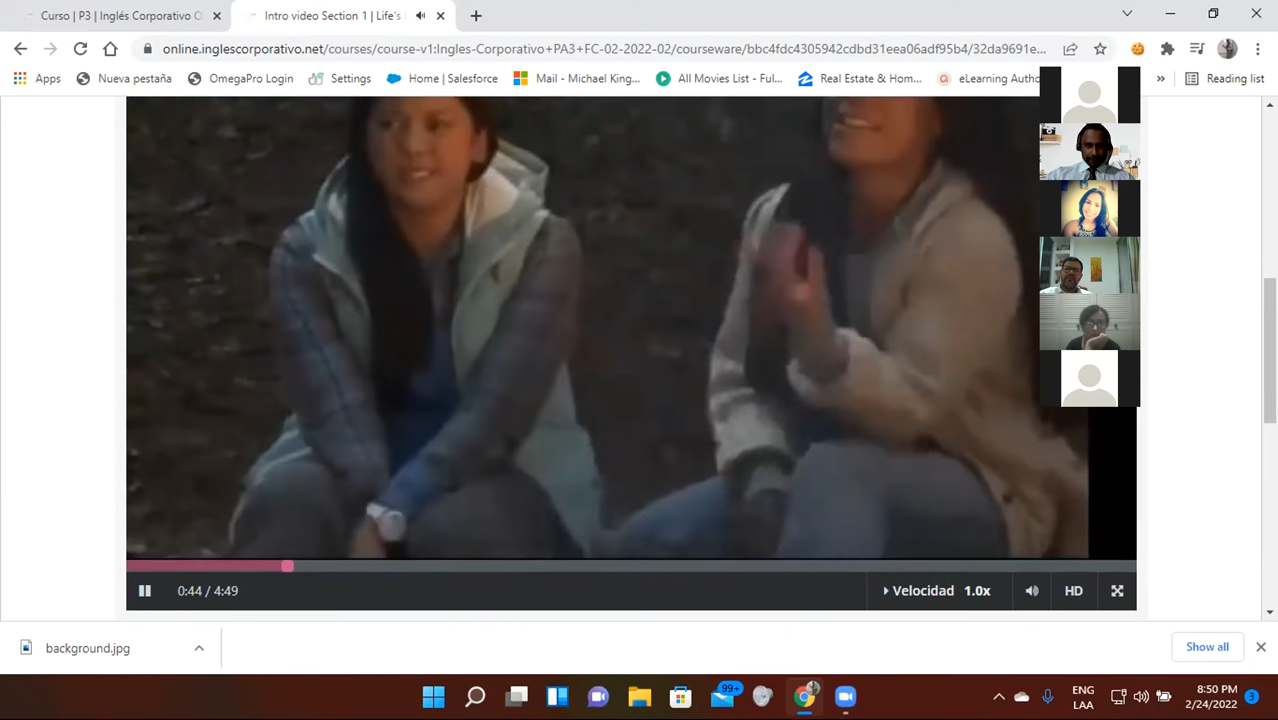 Curso | P3 | Inglés Corporativo O
Intro video Section 1 | Life's
online.inglescorporativo.net/courses/course-v1:Ingles-Corporativo+PA3+FC-02-2022-02/courseware/bbc4fdc4305942cdbd31eea06adf95b4/32da9691e...
Apps
Nueva pestaña
OmegaPro Login
Settings
Home | Salesforce
Mail - Michael King...
All Movies List - Ful...
Real Estate & Hom...
eLearning Autho
»
Reading list
0:44 / 4:49
Velocidad 1.0x
HD
background.jpg
Show all
99+
ENG
LAA
8:50 PM
2/24/2022
3